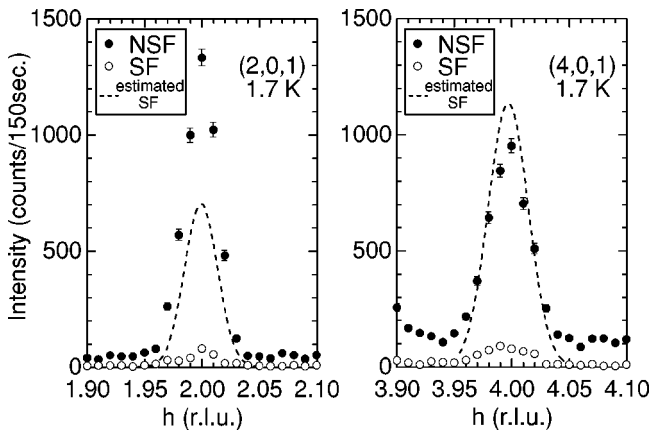 Intensity (counts/150sec.)
1500
1000
500
0
NSF
SF
estimated
SF
(2,0,1)
1.7 K
1.90 1.95 2.00 2.05 2.10
h (r.l.u.)
1500
1000
500
0
NSF
SF
estimated
SF
(4,0,1)
1.7 K
3.90 3.95 4.00 4.05 4.10
h (r.l.u.)